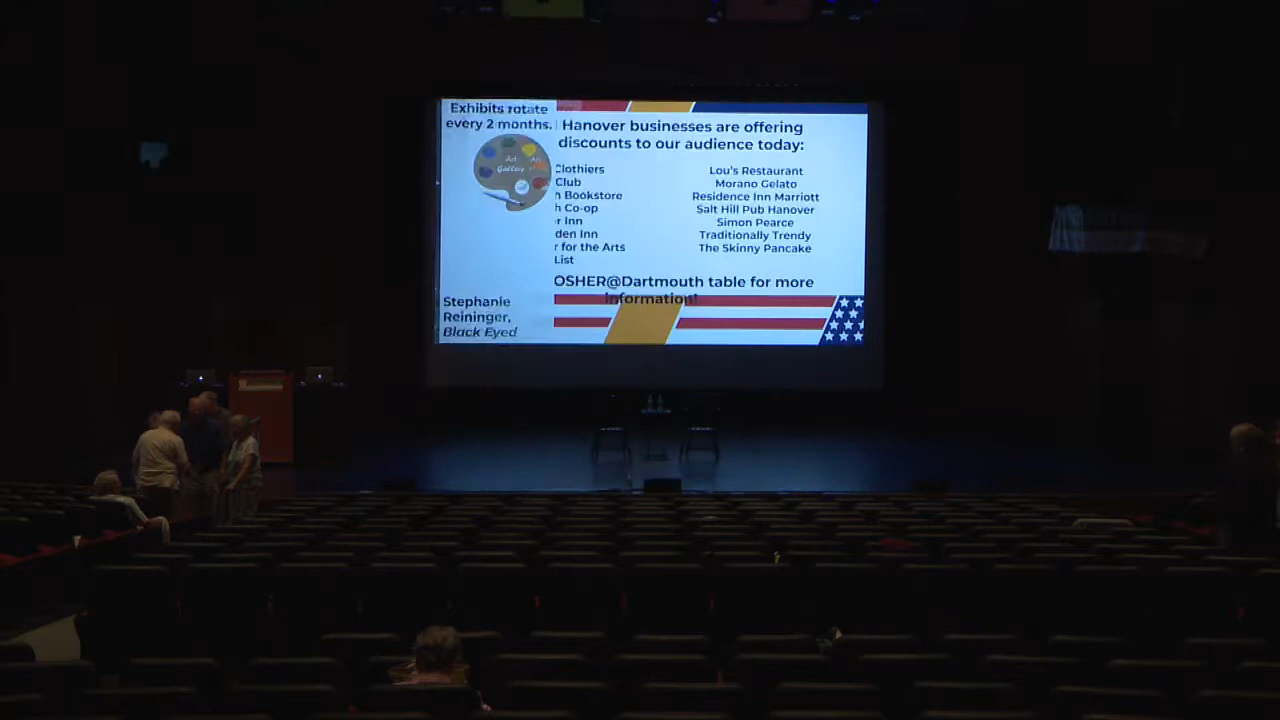 Exhibits rotate
every 2 months.
Art
Gallery
Stephanie
Reininger,
Black Eyed
Hanover businesses are offering
discounts to our audience today:
Clothiers
Club
Bookstore
Co-op
Inn
den Inn
r for the Arts
List
Lou's Restaurant
Morano Gelato
Residence Inn Marriott
Salt Hill Pub Hanover
Simon Pearce
Traditionally Trendy
The Skinny Pancake
OSHER@Dartmouth table for more
information!